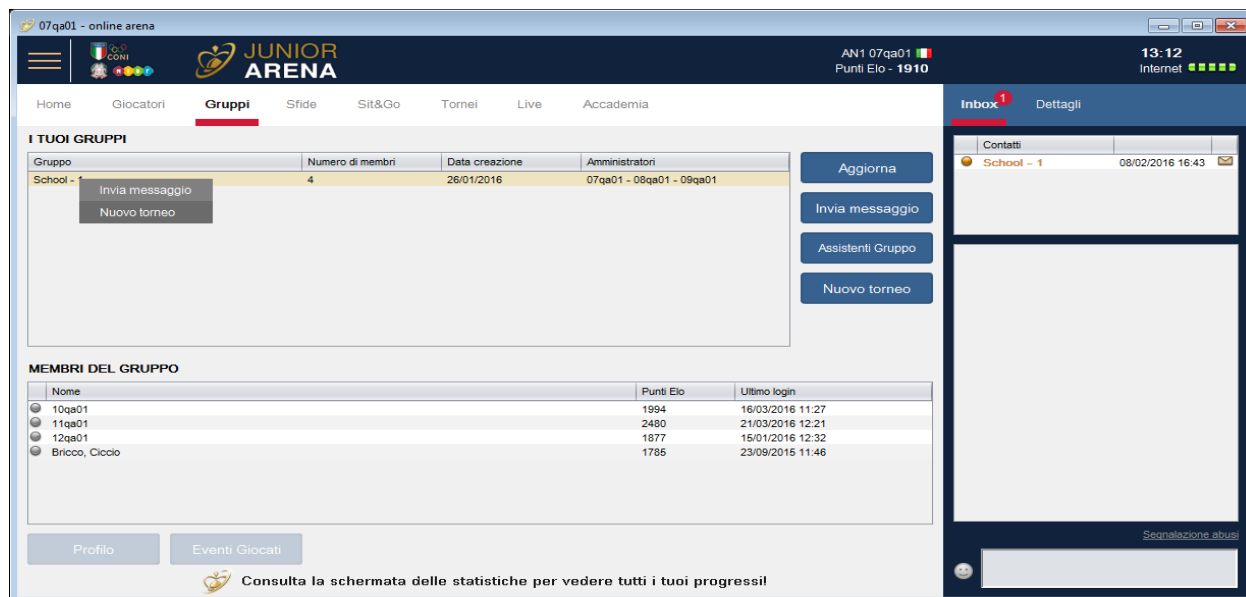 07qa01 - online arena
CONI
JUNIOR
ARENA
AN1 07qa01
Punti Elo - 1910
13:12
Internet
Home Giocatori Gruppi Sfide Sit&Go Tornei Live Accademia
Inbox 1 Dettagli
I TUOI GRUPPI
Gruppo Numero di membri Data creazione Amministratori
School - 1 4 26/01/2016 07qa01 - 08qa01 - 09qa01
Invia messaggio
Nuovo torneo
Aggiorna
Invia messaggio
Assistenti Gruppo
Nuovo torneo
Contatti
School - 1 08/02/2016 16:43
MEMBRI DEL GRUPPO
Nome Punti Elo Ultimo login
10qa01 1994 16/03/2016 11:27
11qa01 2480 21/03/2016 12:21
12qa01 1877 15/01/2016 12:32
Bricco, Ciccio 1785 23/09/2015 11:46
Profilo Eventi Giocati
Segnalazione abusi
Consulta la schermata delle statistiche per vedere tutti i tuoi progressi!